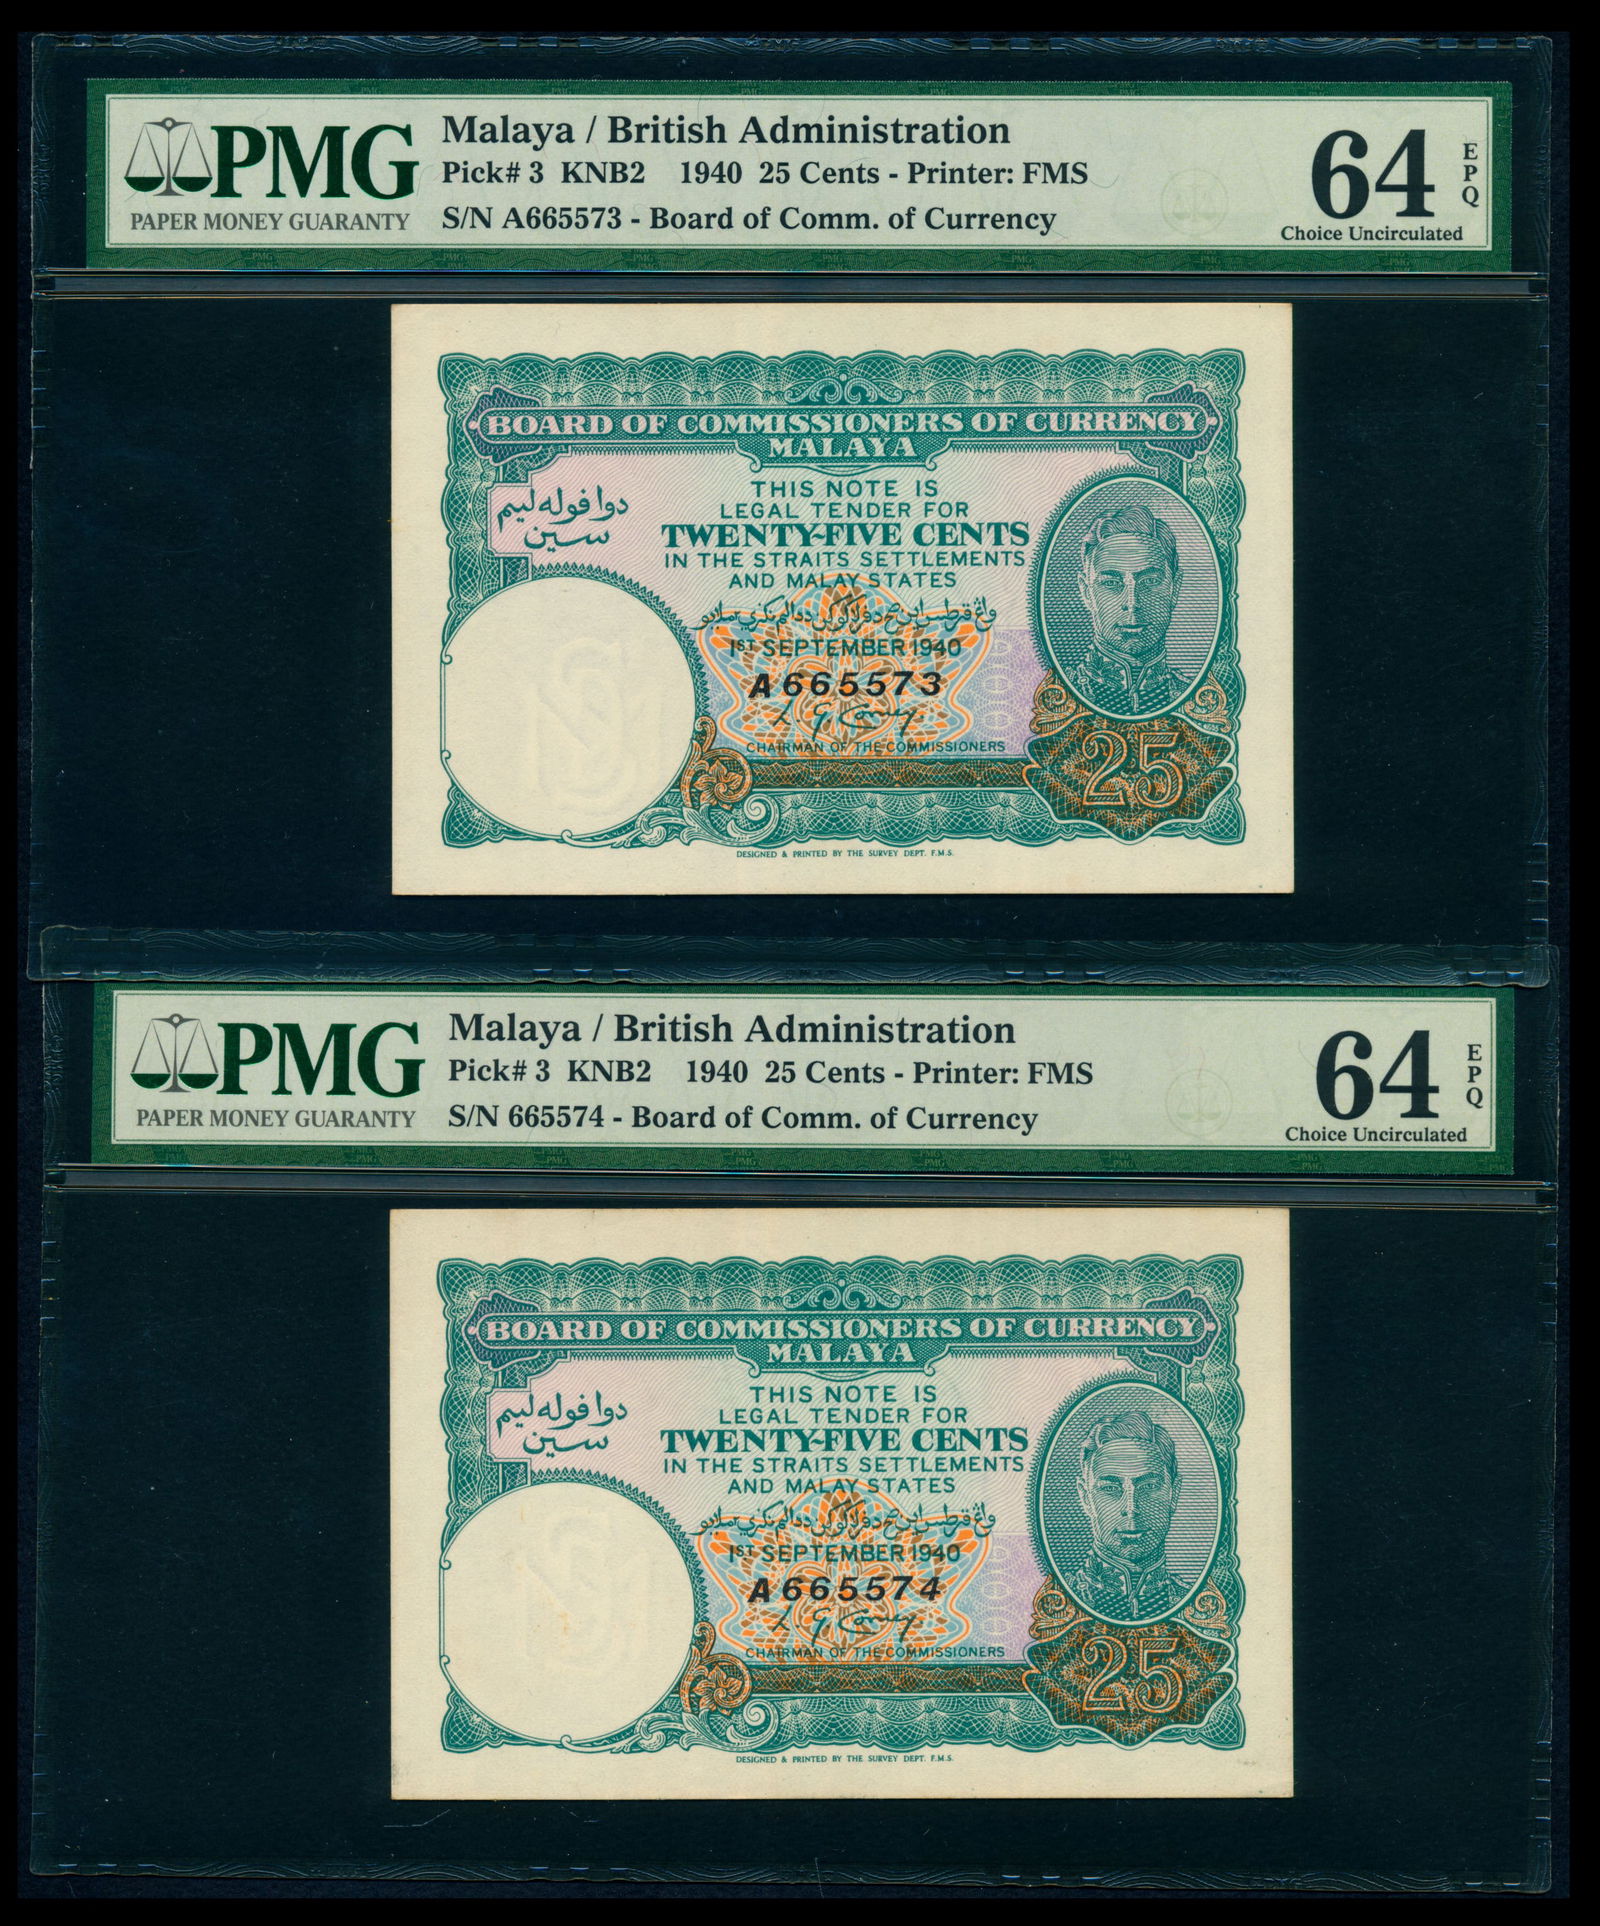 PMG
PAPER MONEY GUARANTY
Malaya / British Administration
Pick# 3 KNB2 1940 25 Cents - Printer: FMS
S/N A665573 - Board of Comm. of Currency
64
EPQ
Choice Uncirculated
BOARD OF COMMISSIONERS OF CURRENCY
MALAYA
THIS NOTE IS
LEGAL TENDER FOR
TWENTY-FIVE CENTS
IN THE STRAITS SETTLEMENTS
AND MALAY STATES
دوا ڤوله ليم
سين
1ST SEPTEMBER 1940
A665573
CHAIRMAN OF THE COMMISSIONERS
25
DESIGNED & PRINTED BY THE SURVEY DEPT. F.M.S.
PMG
PAPER MONEY GUARANTY
Malaya / British Administration
Pick# 3 KNB2 1940 25 Cents - Printer: FMS
S/N 665574 - Board of Comm. of Currency
64
EPQ
Choice Uncirculated
BOARD OF COMMISSIONERS OF CURRENCY
MALAYA
THIS NOTE IS
LEGAL TENDER FOR
TWENTY-FIVE CENTS
IN THE STRAITS SETTLEMENTS
AND MALAY STATES
دوا ڤوله ليم
سين
1ST SEPTEMBER 1940
A665574
CHAIRMAN OF THE COMMISSIONERS
25
DESIGNED & PRINTED BY THE SURVEY DEPT. F.M.S.